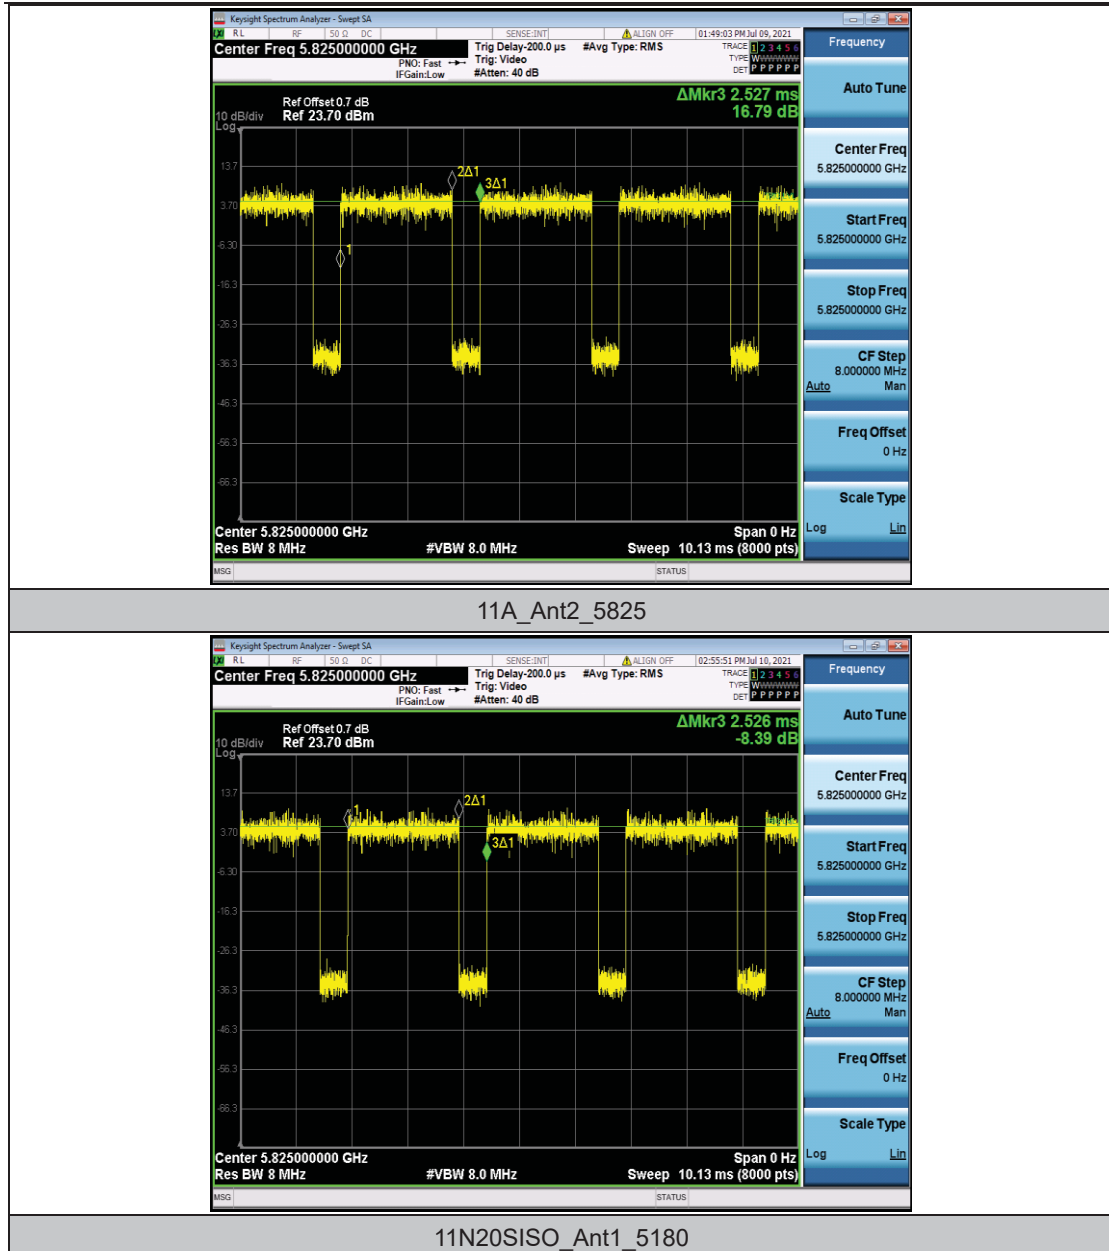 Keysight Spectrum Analyzer - Swept SA
LXI RL RF 50 Ω DC SENSE:INT ALIGN OFF 01:49:03 PM Jul 09, 2021
Center Freq 5.825000000 GHz
PNO: Fast
IFGain:Low
Trig Delay-200.0 µs
Trig: Video
#Atten: 40 dB
#Avg Type: RMS
TRACE 1 2 3 4 5 6
TYPE W
DET P P P P P P
ΔMkr3 2.527 ms
16.79 dB
Ref Offset 0.7 dB
10 dB/div Ref 23.70 dBm
Log
13.7
3.70
-6.30
-16.3
-26.3
-36.3
-46.3
-56.3
-66.3
1
2Δ1
3Δ1
Center 5.825000000 GHz Span 0 Hz
Res BW 8 MHz #VBW 8.0 MHz Sweep 10.13 ms (8000 pts)
MSG STATUS
Frequency
Auto Tune
Center Freq
5.825000000 GHz
Start Freq
5.825000000 GHz
Stop Freq
5.825000000 GHz
CF Step
8.000000 MHz
Auto Man
Freq Offset
0 Hz
Scale Type
Log Lin
11A_Ant2_5825
Keysight Spectrum Analyzer - Swept SA
LXI RL RF 50 Ω DC SENSE:INT ALIGN OFF 02:55:51 PM Jul 10, 2021
Center Freq 5.825000000 GHz
PNO: Fast
IFGain:Low
Trig Delay-200.0 µs
Trig: Video
#Atten: 40 dB
#Avg Type: RMS
TRACE 1 2 3 4 5 6
TYPE W
DET P P P P P P
ΔMkr3 2.526 ms
-8.39 dB
Ref Offset 0.7 dB
10 dB/div Ref 23.70 dBm
Log
13.7
3.70
-6.30
-16.3
-26.3
-36.3
-46.3
-56.3
-66.3
1
2Δ1
3Δ1
Center 5.825000000 GHz Span 0 Hz
Res BW 8 MHz #VBW 8.0 MHz Sweep 10.13 ms (8000 pts)
MSG STATUS
Frequency
Auto Tune
Center Freq
5.825000000 GHz
Start Freq
5.825000000 GHz
Stop Freq
5.825000000 GHz
CF Step
8.000000 MHz
Auto Man
Freq Offset
0 Hz
Scale Type
Log Lin
11N20SISO_Ant1_5180